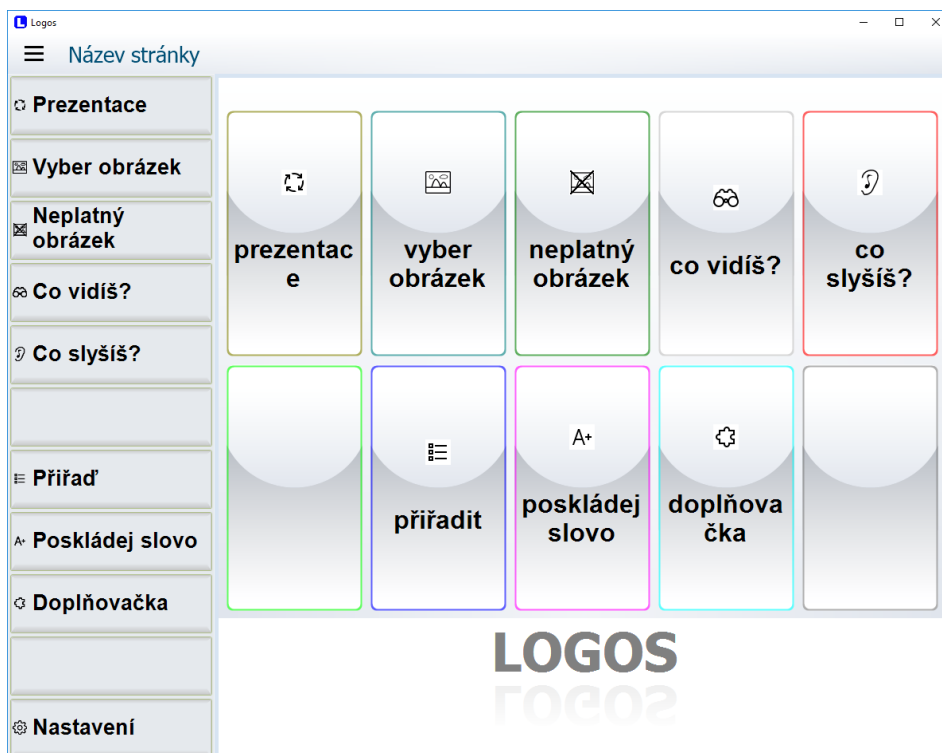 Logos
Název stránky
Prezentace
Vyber obrázek
Neplatný
obrázek
Co vidíš?
Co slyšíš?
Přiřaď
Poskládej slovo
Doplňovačka
Nastavení
prezentac
e
vyber
obrázek
neplatný
obrázek
co vidíš?
co
slyšíš?
přiřadit
A+
poskládej
slovo
doplňova
čka
LOGOS